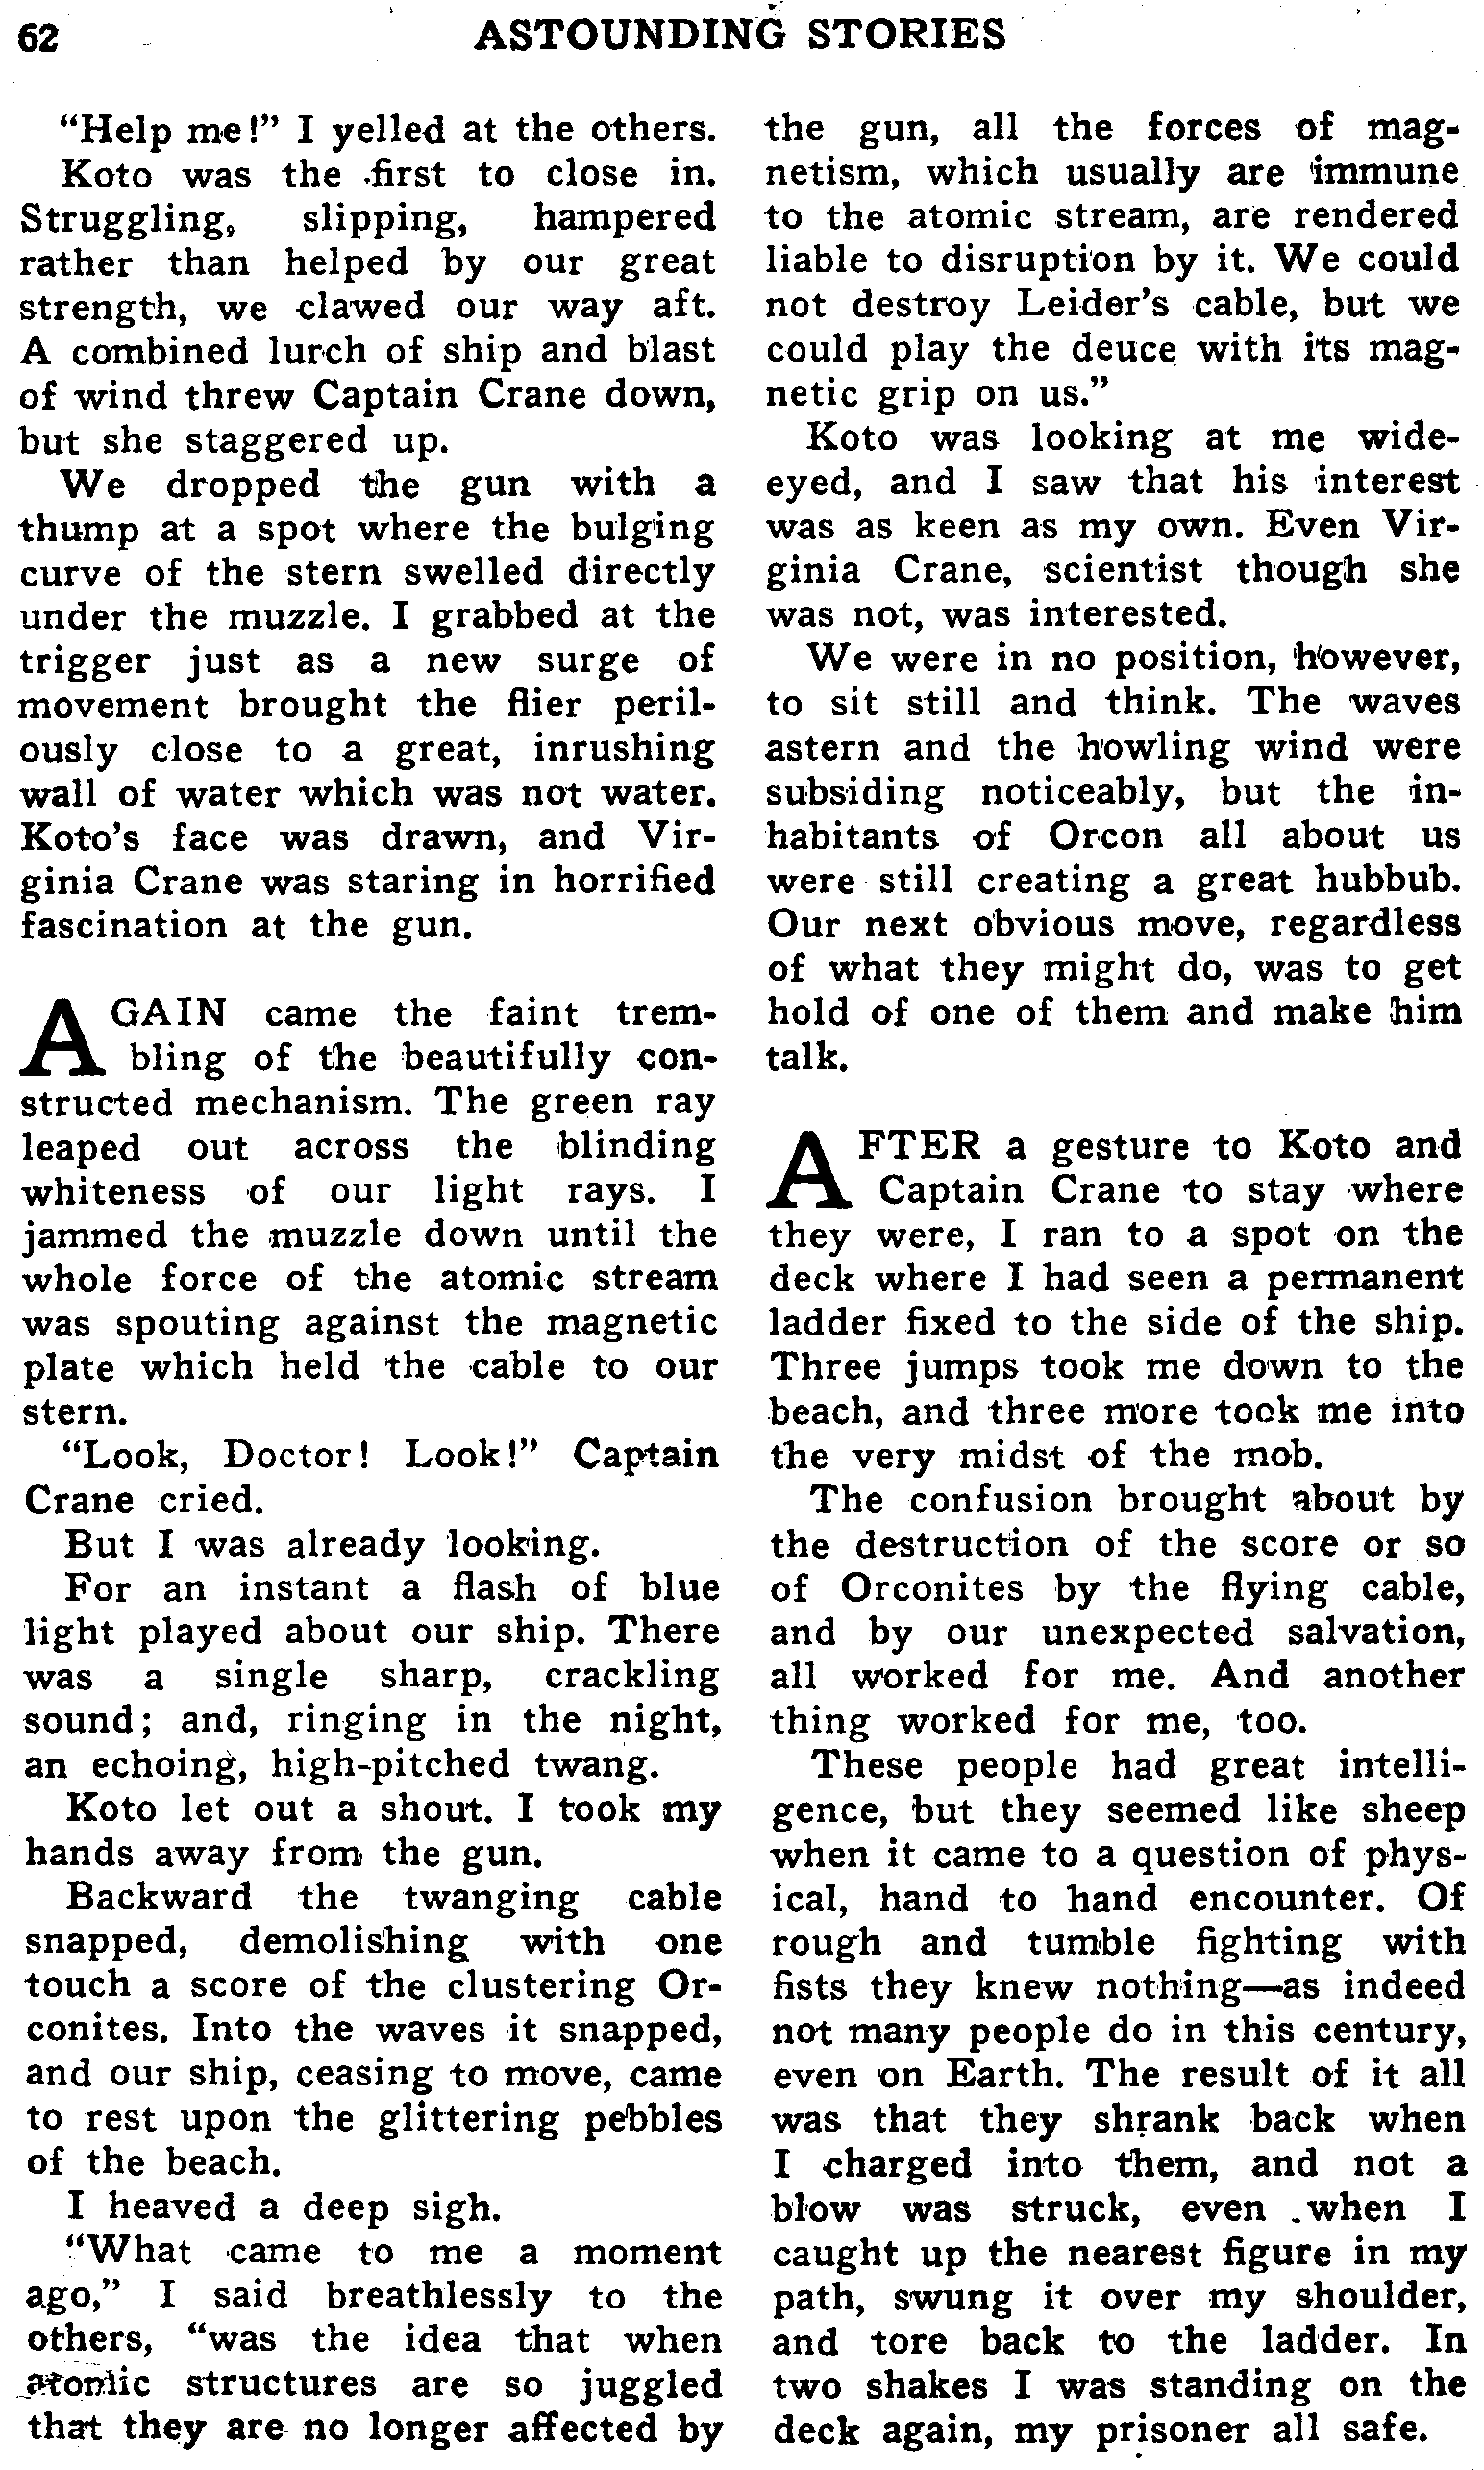 62
ASTOUNDING STORIES
“Help me!” I yelled at the others.
Koto was the first to close in.
Struggling, slipping, hampered
rather than helped by our great
strength, we clawed our way aft.
A combined lurch of ship and blast
of wind threw Captain Crane down,
but she staggered up.
We dropped the gun with a
thump at a spot where the bulging
curve of the stern swelled directly
under the muzzle. I grabbed at the
trigger just as a new surge of
movement brought the flier peril-
ously close to a great, inrushing
wall of water which was not water.
Koto’s face was drawn, and Vir-
ginia Crane was staring in horrified
fascination at the gun.
AGAIN came the faint trem-
bling of the beautifully con-
structed mechanism. The green ray
leaped out across the blinding
whiteness of our light rays. I
jammed the muzzle down until the
whole force of the atomic stream
was spouting against the magnetic
plate which held the cable to our
stern.
“Look, Doctor! Look!” Captain
Crane cried.
But I was already looking.
For an instant a flash of blue
light played about our ship. There
was a single sharp, crackling
sound; and, ringing in the night,
an echoing, high-pitched twang.
Koto let out a shout. I took my
hands away from the gun.
Backward the twanging cable
snapped, demolishing with one
touch a score of the clustering Or-
conites. Into the waves it snapped,
and our ship, ceasing to move, came
to rest upon the glittering pebbles
of the beach.
I heaved a deep sigh.
“What came to me a moment
ago,” I said breathlessly to the
others, “was the idea that when
atomic structures are so juggled
that they are no longer affected by
the gun, all the forces of mag-
netism, which usually are immune
to the atomic stream, are rendered
liable to disruption by it. We could
not destroy Leider’s cable, but we
could play the deuce with its mag-
netic grip on us.”
Koto was looking at me wide-
eyed, and I saw that his interest
was as keen as my own. Even Vir-
ginia Crane, scientist though she
was not, was interested.
We were in no position, however,
to sit still and think. The waves
astern and the howling wind were
subsiding noticeably, but the in-
habitants of Orcon all about us
were still creating a great hubbub.
Our next obvious move, regardless
of what they might do, was to get
hold of one of them and make him
talk.
AFTER a gesture to Koto and
Captain Crane to stay where
they were, I ran to a spot on the
deck where I had seen a permanent
ladder fixed to the side of the ship.
Three jumps took me down to the
beach, and three more took me into
the very midst of the mob.
The confusion brought about by
the destruction of the score or so
of Orconites by the flying cable,
and by our unexpected salvation,
all worked for me. And another
thing worked for me, too.
These people had great intelli-
gence, but they seemed like sheep
when it came to a question of phys-
ical, hand to hand encounter. Of
rough and tumble fighting with
fists they knew nothing—as indeed
not many people do in this century,
even on Earth. The result of it all
was that they shrank back when
I charged into them, and not a
blow was struck, even when I
caught up the nearest figure in my
path, swung it over my shoulder,
and tore back to the ladder. In
two shakes I was standing on the
deck again, my prisoner all safe.